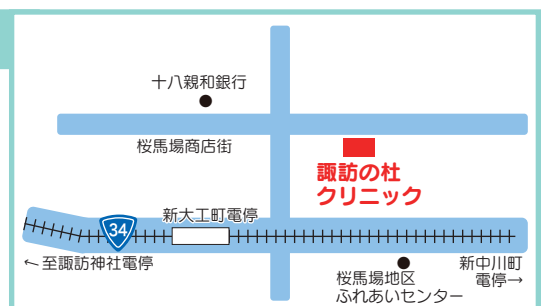 十八親和銀行
桜馬場商店街
諏訪の杜
クリニック
新大工町電停
34
←至諏訪神社電停
桜馬場地区
ふれあいセンター
新中川町
電停→